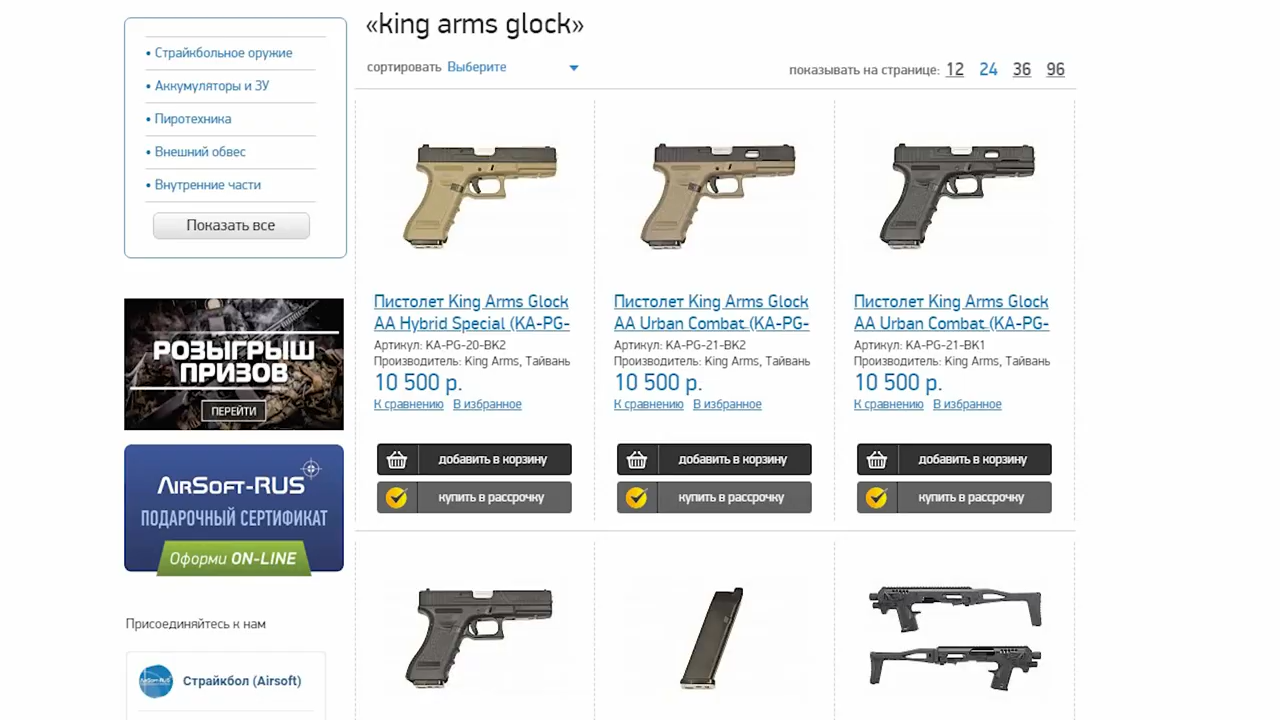 «king arms glock»
сортировать Выберите
показывать на странице: 12 24 36 96
• Страйкбольное оружие
• Аккумуляторы и ЗУ
• Пиротехника
• Внешний обвес
• Внутренние части
Показать все
РОЗЫГРЫШ
ПРИЗОВ
ПЕРЕЙТИ
AIRSOFT-RUS
ПОДАРОЧНЫЙ СЕРТИФИКАТ
Оформи ON-LINE
Присоединяйтесь к нам
Страйкбол (Airsoft)
Пистолет King Arms Glock
AA Hybrid Special (KA-PG-
Артикул: KA-PG-20-BK2
Производитель: King Arms, Тайвань
10 500 р.
К сравнению В избранное
добавить в корзину
купить в рассрочку
Пистолет King Arms Glock
AA Urban Combat (KA-PG-
Артикул: KA-PG-21-BK2
Производитель: King Arms, Тайвань
10 500 р.
К сравнению В избранное
добавить в корзину
купить в рассрочку
Пистолет King Arms Glock
AA Urban Combat (KA-PG-
Артикул: KA-PG-21-BK1
Производитель: King Arms, Тайвань
10 500 р.
К сравнению В избранное
добавить в корзину
купить в рассрочку